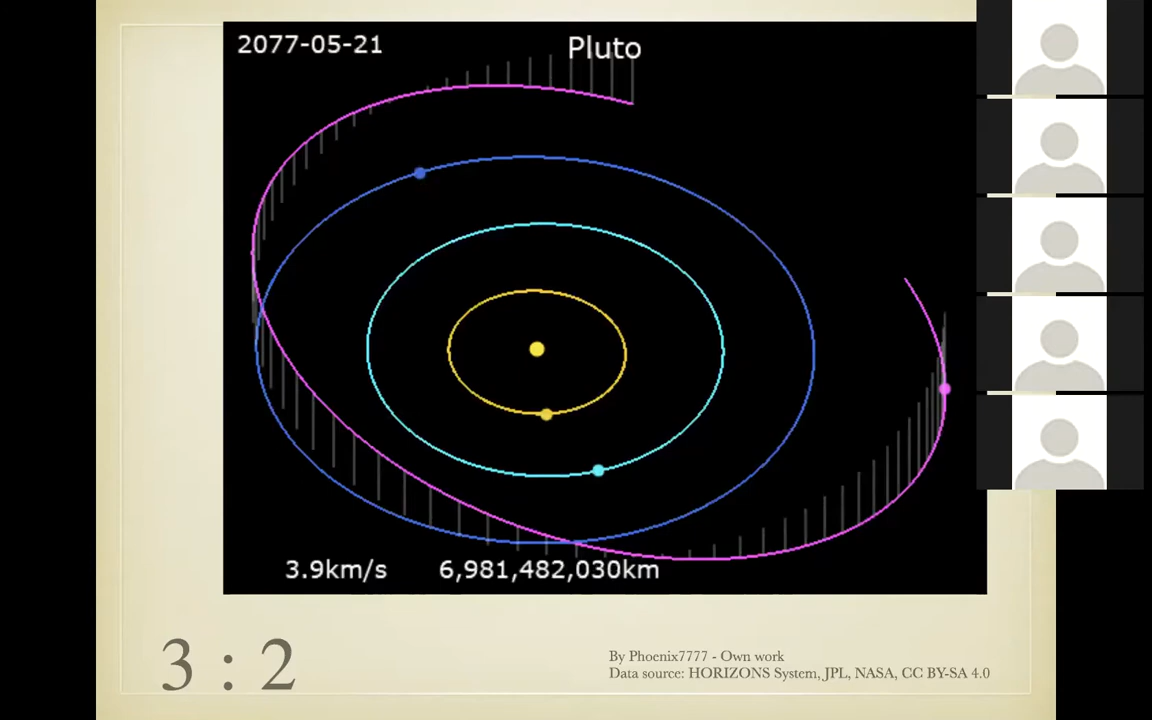 2077-05-21
Pluto
3.9km/s
6,981,482,030km
3 : 2
By Phoenix7777 - Own work
Data source: HORIZONS System, JPL, NASA, CC BY-SA 4.0